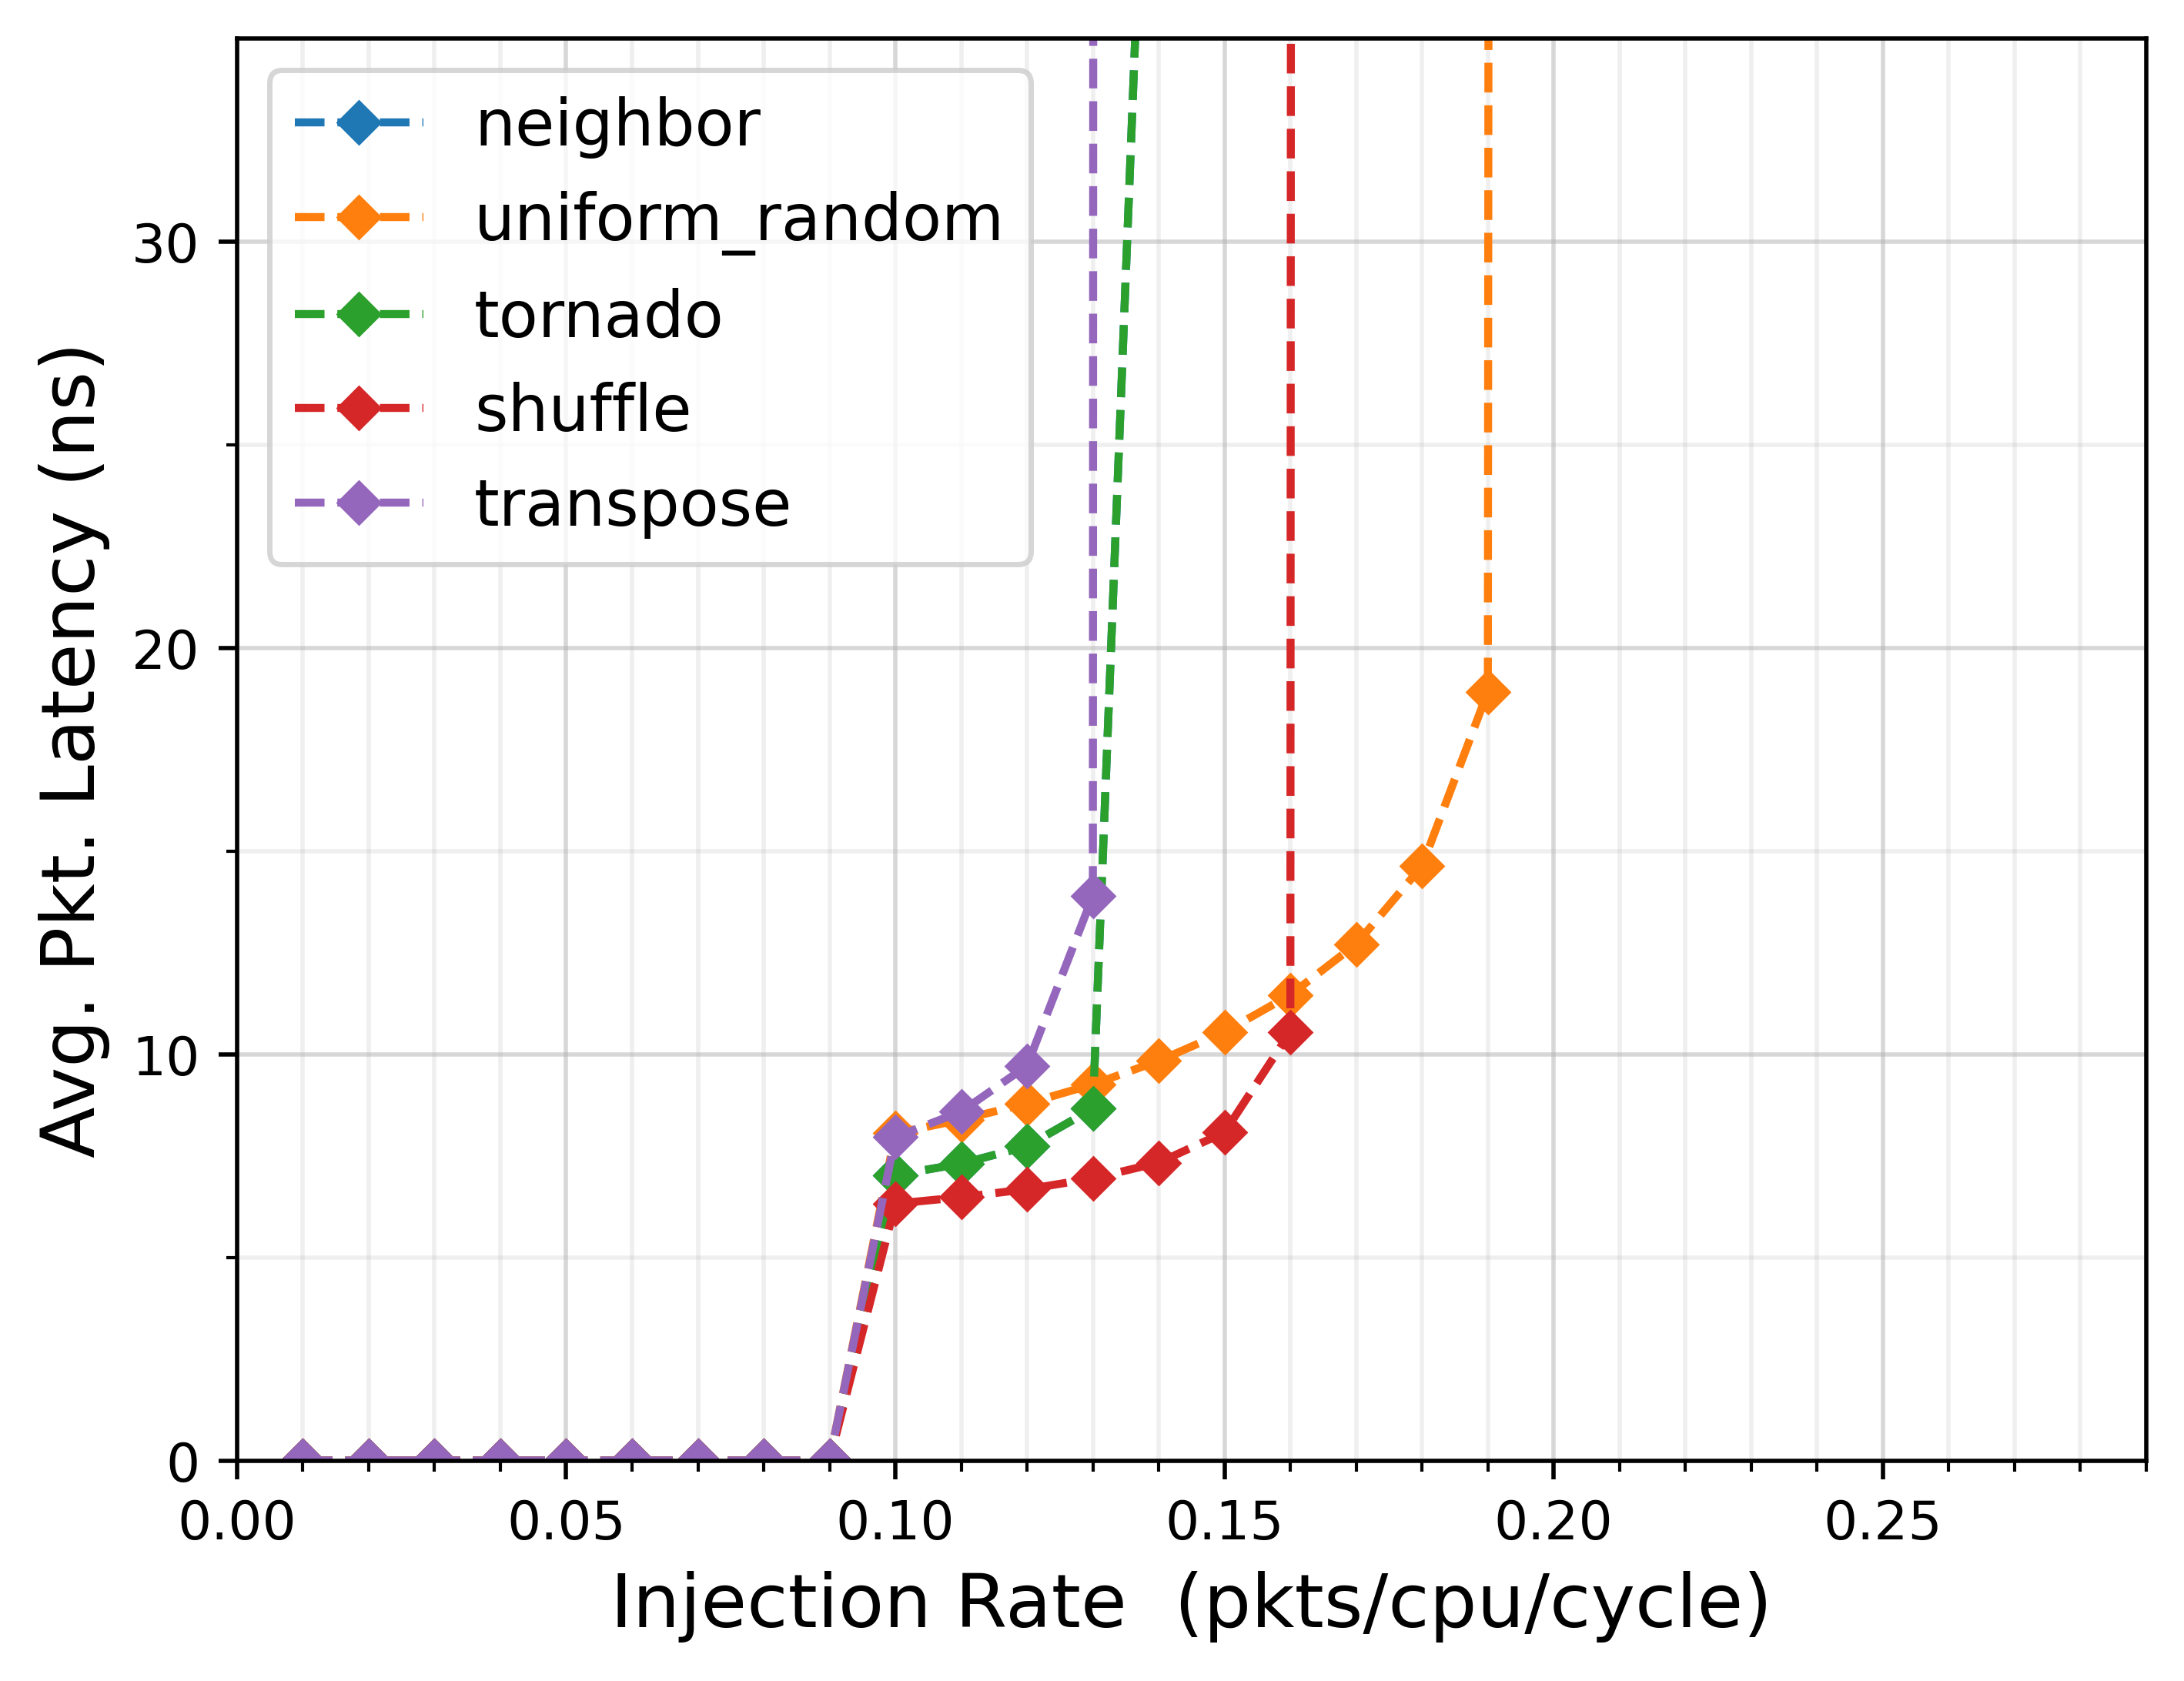 neighbor
uniform_random
tornado
shuffle
transpose
Avg. Pkt. Latency (ns)
30
20
10
0
0.00 0.05 0.10 0.15 0.20 0.25
Injection Rate (pkts/cpu/cycle)